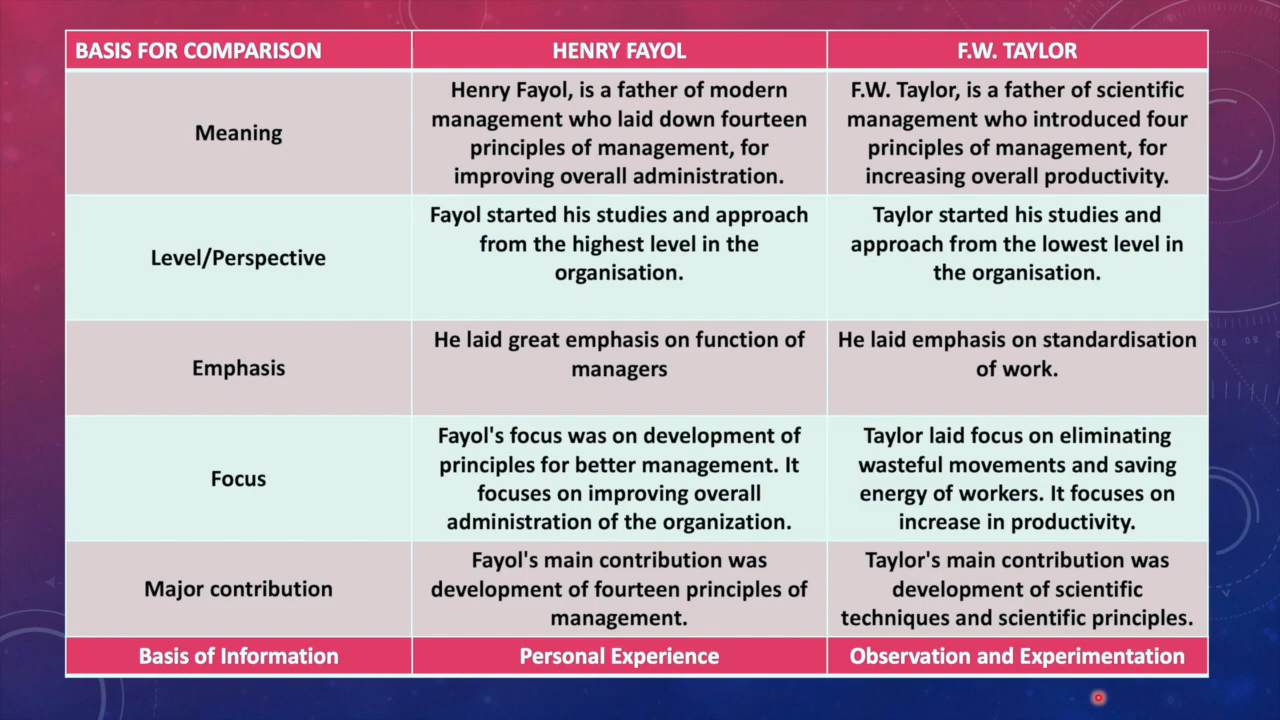 BASIS FOR COMPARISON
HENRY FAYOL
F.W. TAYLOR
Meaning
Henry Fayol, is a father of modern
management who laid down fourteen
principles of management, for
improving overall administration.
F.W. Taylor, is a father of scientific
management who introduced four
principles of management, for
increasing overall productivity.
Level/Perspective
Fayol started his studies and approach
from the highest level in the
organisation.
Taylor started his studies and
approach from the lowest level in
the organisation.
Emphasis
He laid great emphasis on function of
managers
He laid emphasis on standardisation
of work.
Focus
Fayol's focus was on development of
principles for better management. It
focuses on improving overall
administration of the organization.
Taylor laid focus on eliminating
wasteful movements and saving
energy of workers. It focuses on
increase in productivity.
Major contribution
Fayol's main contribution was
development of fourteen principles of
management.
Taylor's main contribution was
development of scientific
techniques and scientific principles.
Basis of Information
Personal Experience
Observation and Experimentation